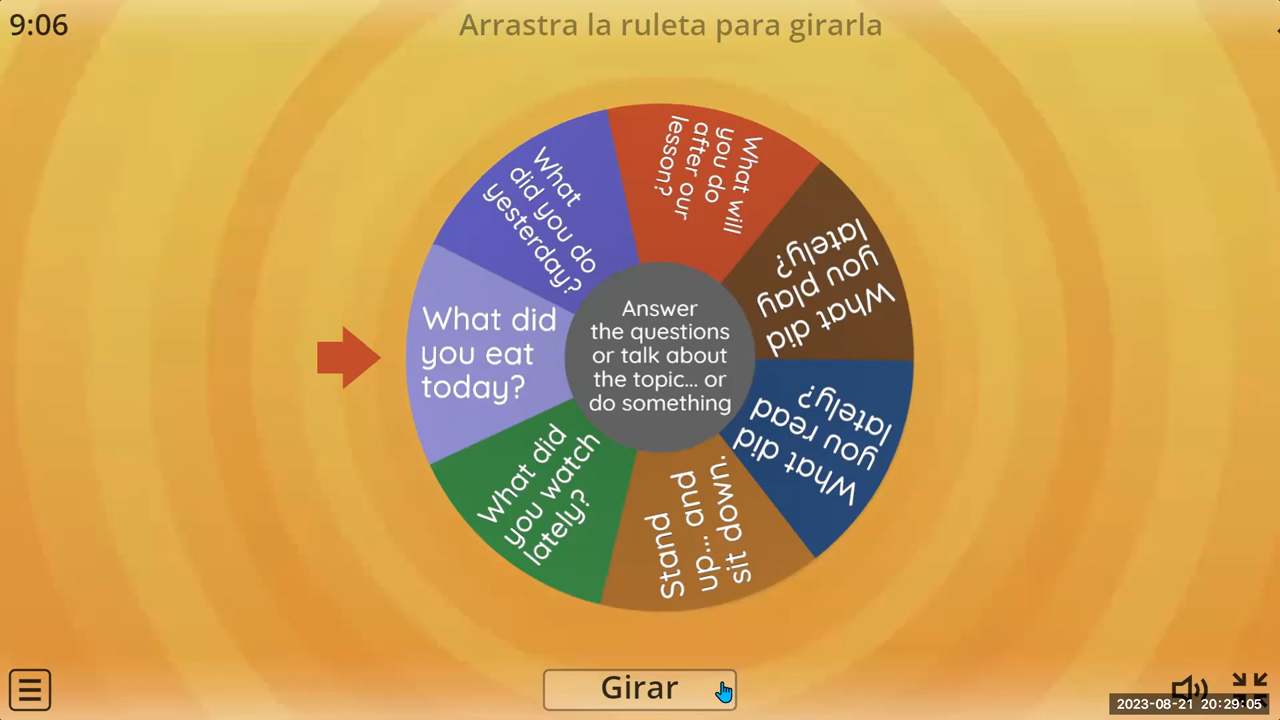 9:06
Arrastra la ruleta para girarla
What will
you do
after our
lesson?
What
did you do
yesterday?
What did
you play
lately?
What did
you eat
today?
Answer
the questions
or talk about
the topic... or
do something
What did
you read
lately?
What did
you watch
lately?
Stand
up... and
sit down.
Girar
2023-08-21 20:29:05